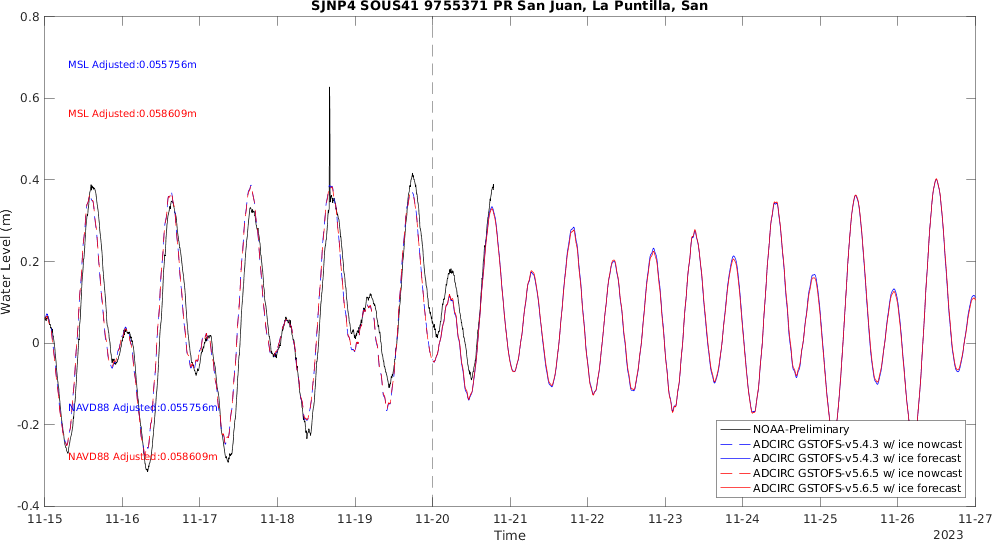 SJNP4 SOUS41 9755371 PR San Juan, La Puntilla, San
0.8
MSL Adjusted:0.055756m
0.6
MSL Adjusted:0.058609m
0.4
Water Level (m)
0.2
0
NAVD88 Adjusted:0.055756m
-0.2
NAVD88 Adjusted:0.058609m
-0.4
NOAA-Preliminary
ADCIRC GSTOFS-v5.4.3 w/ ice nowcast
ADCIRC GSTOFS-v5.4.3 w/ ice forecast
ADCIRC GSTOFS-v5.6.5 w/ ice nowcast
ADCIRC GSTOFS-v5.6.5 w/ ice forecast
11-15 11-16 11-17 11-18 11-19 11-20 11-21 11-22 11-23 11-24 11-25 11-26 11-27
Time
2023